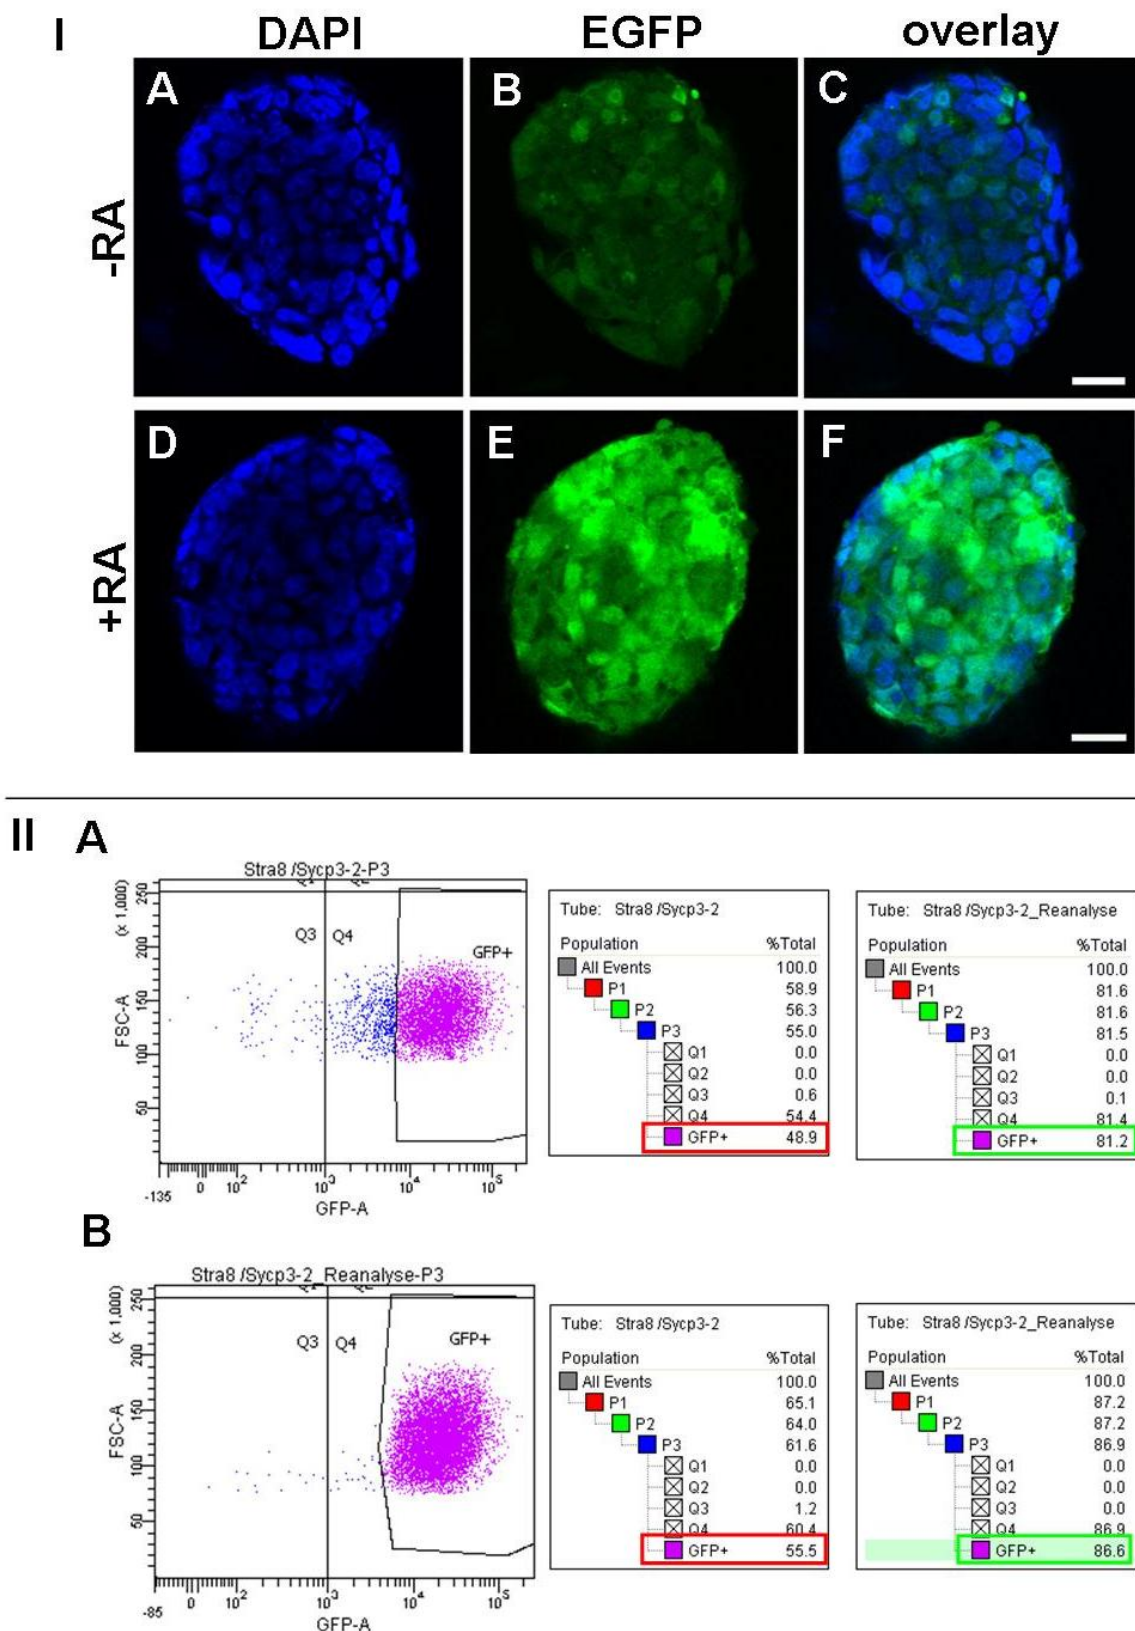 I DAPI EGFP overlay
A B C
-RA
D E F
+RA
II A
Stra8 /Sycp3-2-P3
(x 1,000)
250
200
150
100
50
FSC-A
Q3 Q4
GFP+
-135 0 10² 10³ 10⁴ 10⁵
GFP-A
Tube: Stra8 /Sycp3-2
Population %Total
All Events 100.0
P1 58.9
P2 56.3
P3 55.0
Q1 0.0
Q2 0.0
Q3 0.6
Q4 54.4
GFP+ 48.9
Tube: Stra8 /Sycp3-2_Reanalyse
Population %Total
All Events 100.0
P1 81.6
P2 81.6
P3 81.5
Q1 0.0
Q2 0.0
Q3 0.1
Q4 81.4
GFP+ 81.2
B
Stra8 /Sycp3-2_Reanalyse-P3
(x 1,000)
250
200
150
100
50
FSC-A
Q3 Q4
GFP+
-85 0 10² 10³ 10⁴ 10⁵
GFP-A
Tube: Stra8 /Sycp3-2
Population %Total
All Events 100.0
P1 65.1
P2 64.0
P3 61.6
Q1 0.0
Q2 0.0
Q3 1.2
Q4 60.4
GFP+ 55.5
Tube: Stra8 /Sycp3-2_Reanalyse
Population %Total
All Events 100.0
P1 87.2
P2 87.2
P3 86.9
Q1 0.0
Q2 0.0
Q3 0.0
Q4 86.9
GFP+ 86.6